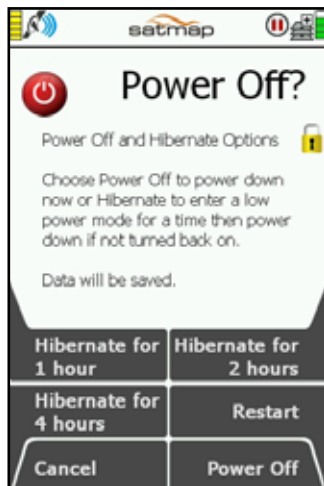 satmap
Power Off?
Power Off and Hibernate Options
Choose Power Off to power down
now or Hibernate to enter a low
power mode for a time then power
down if not turned back on.
Data will be saved.
Hibernate for
1 hour
Hibernate for
2 hours
Hibernate for
4 hours
Restart
Cancel
Power Off